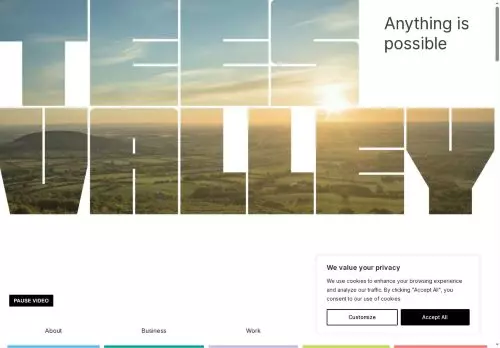 TEES
VALLEY
Anything is
possible
We value your privacy
We use cookies to enhance your browsing experience
and analyze our traffic. By clicking "Accept All", you
consent to our use of cookies.
Customize
Accept All
PAUSE VIDEO
About
Business
Work